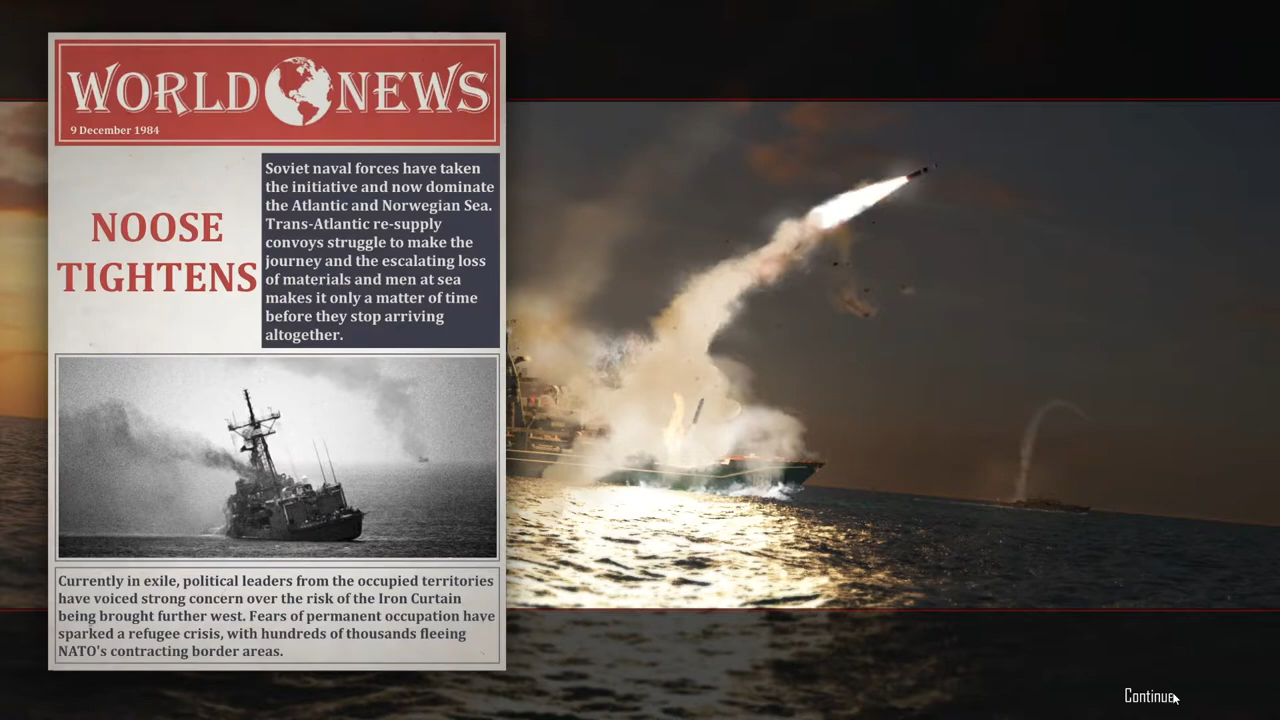 WORLD NEWS
9 December 1984
NOOSE
TIGHTENS
Soviet naval forces have taken
the initiative and now dominate
the Atlantic and Norwegian Sea.
Trans-Atlantic re-supply
convoys struggle to make the
journey and the escalating loss
of materials and men at sea
makes it only a matter of time
before they stop arriving
altogether.
Currently in exile, political leaders from the occupied territories
have voiced strong concern over the risk of the Iron Curtain
being brought further west. Fears of permanent occupation have
sparked a refugee crisis, with hundreds of thousands fleeing
NATO's contracting border areas.
Continue